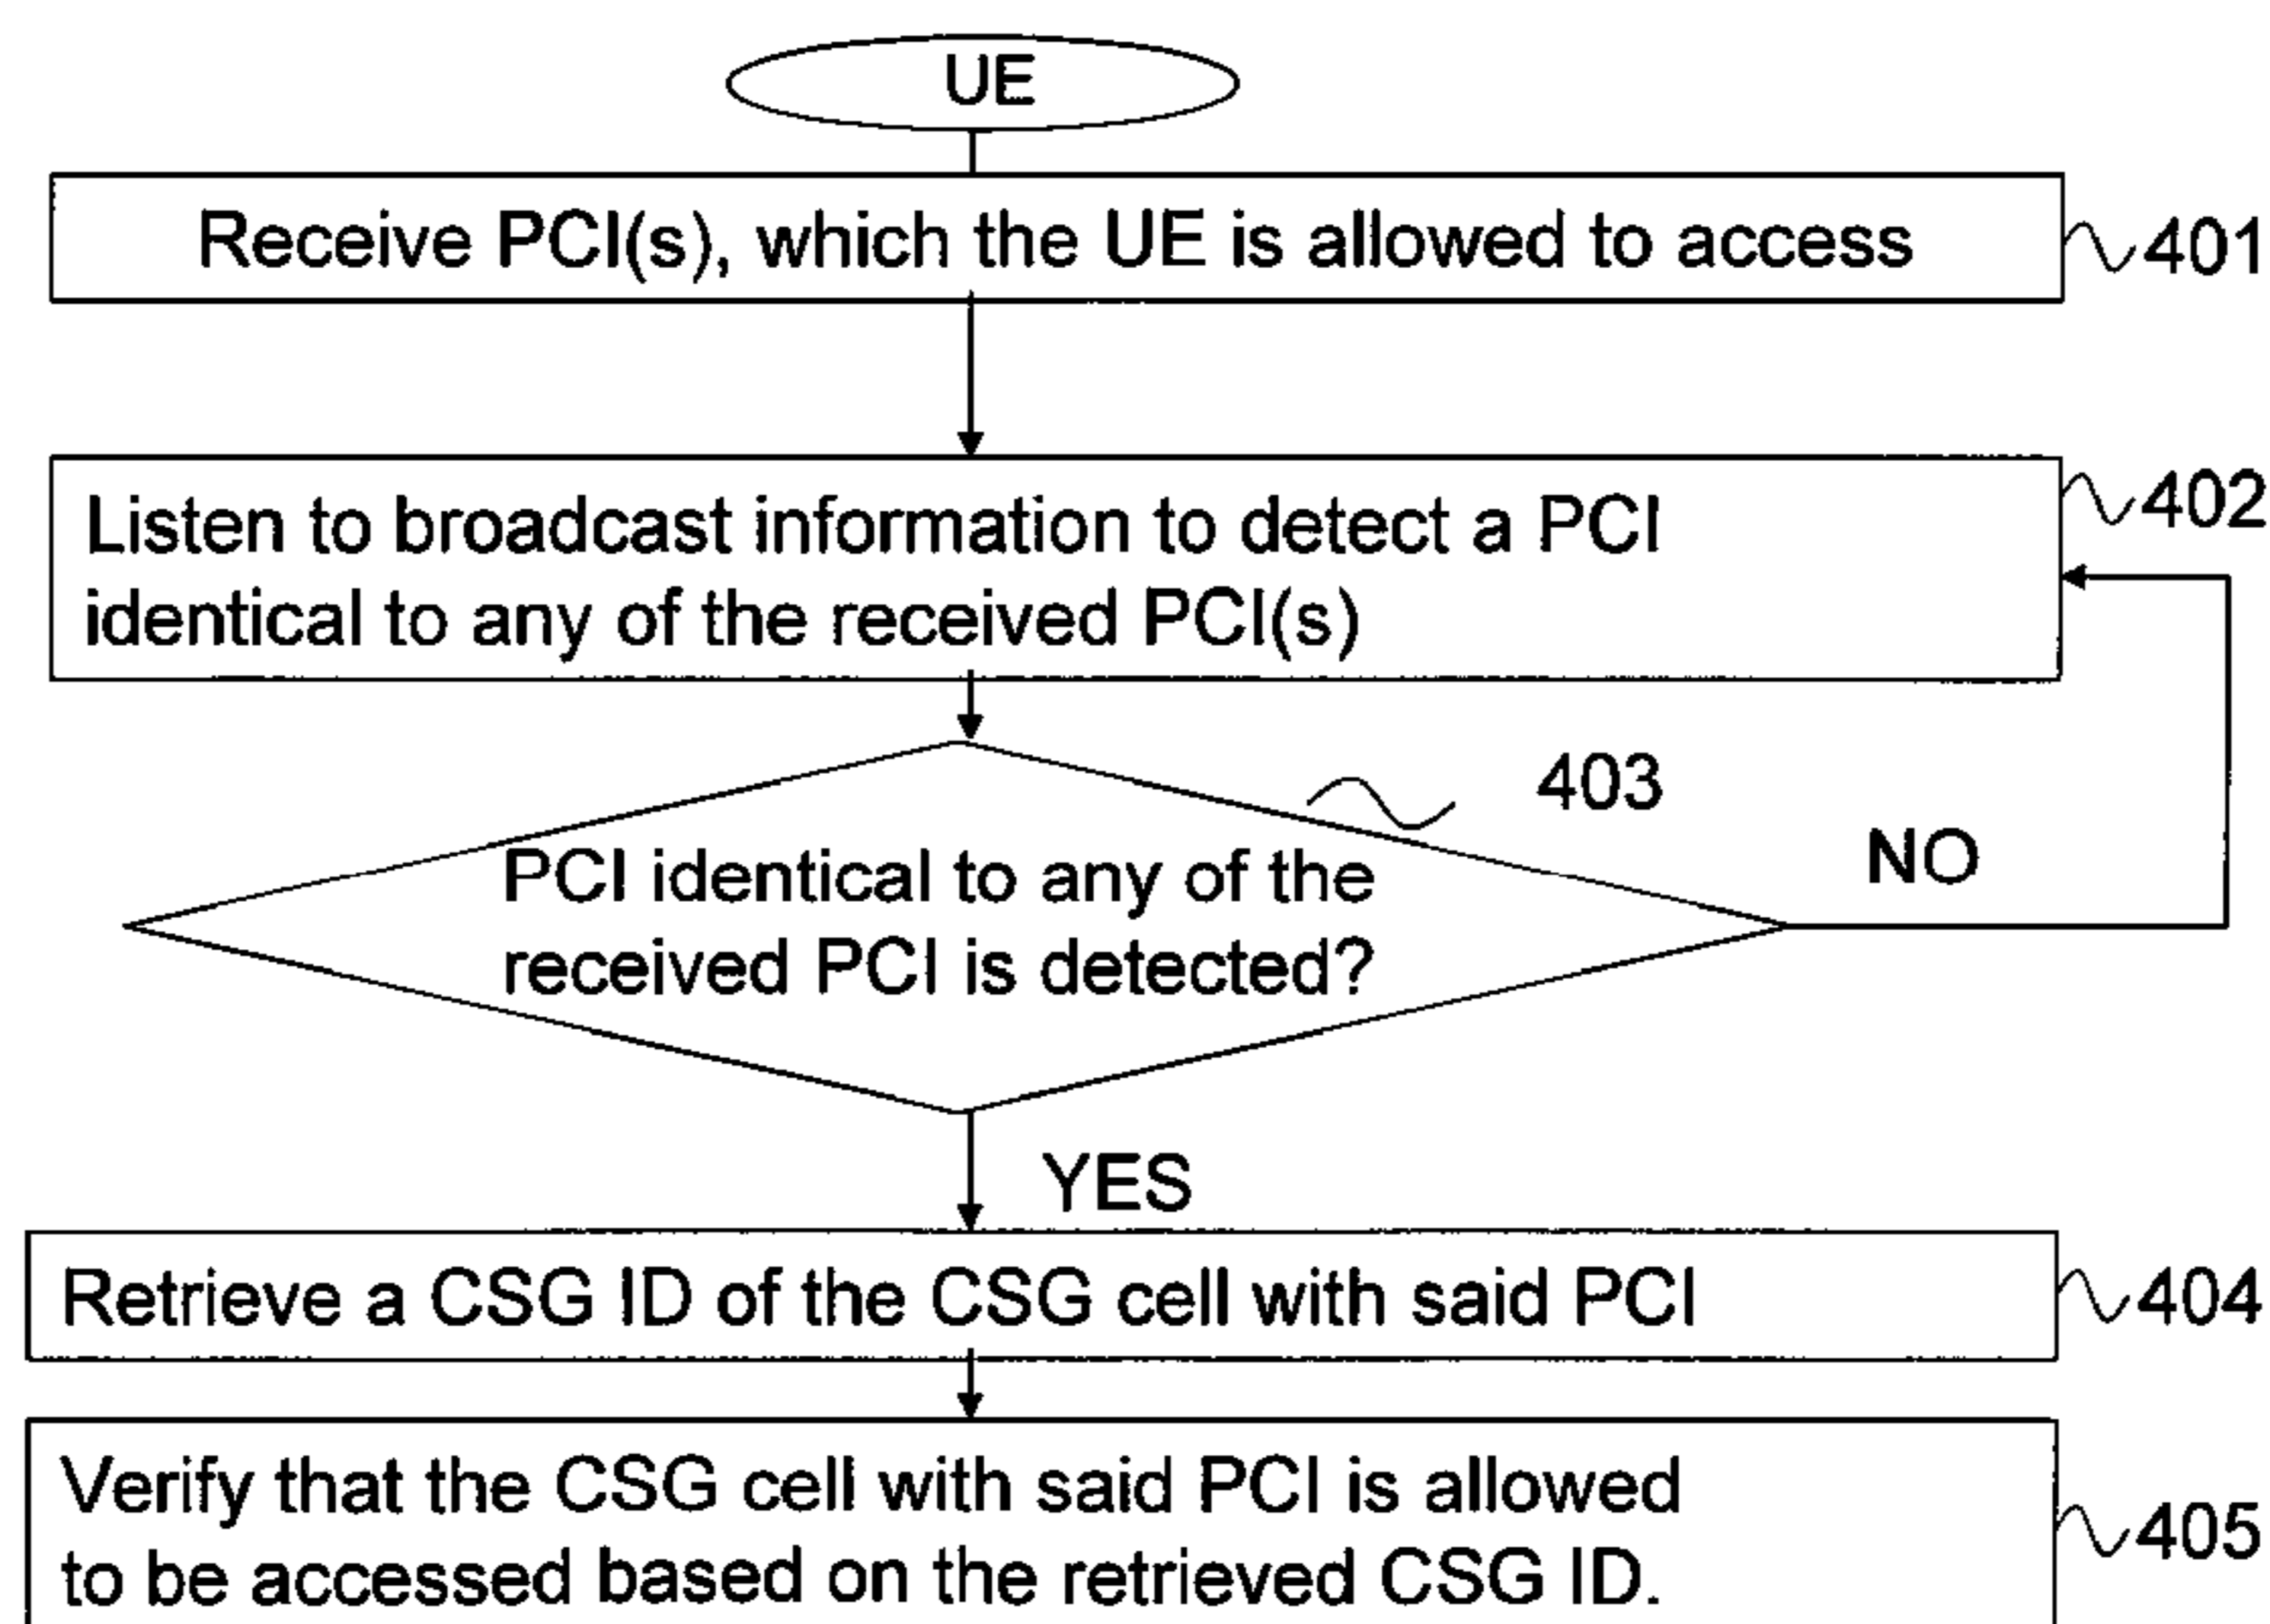 UE
Receive PCI(s), which the UE is allowed to access
401
Listen to broadcast information to detect a PCI
identical to any of the received PCI(s)
402
403
PCI identical to any of the
received PCI is detected?
NO
YES
Retrieve a CSG ID of the CSG cell with said PCI
404
Verify that the CSG cell with said PCI is allowed
to be accessed based on the retrieved CSG ID.
405